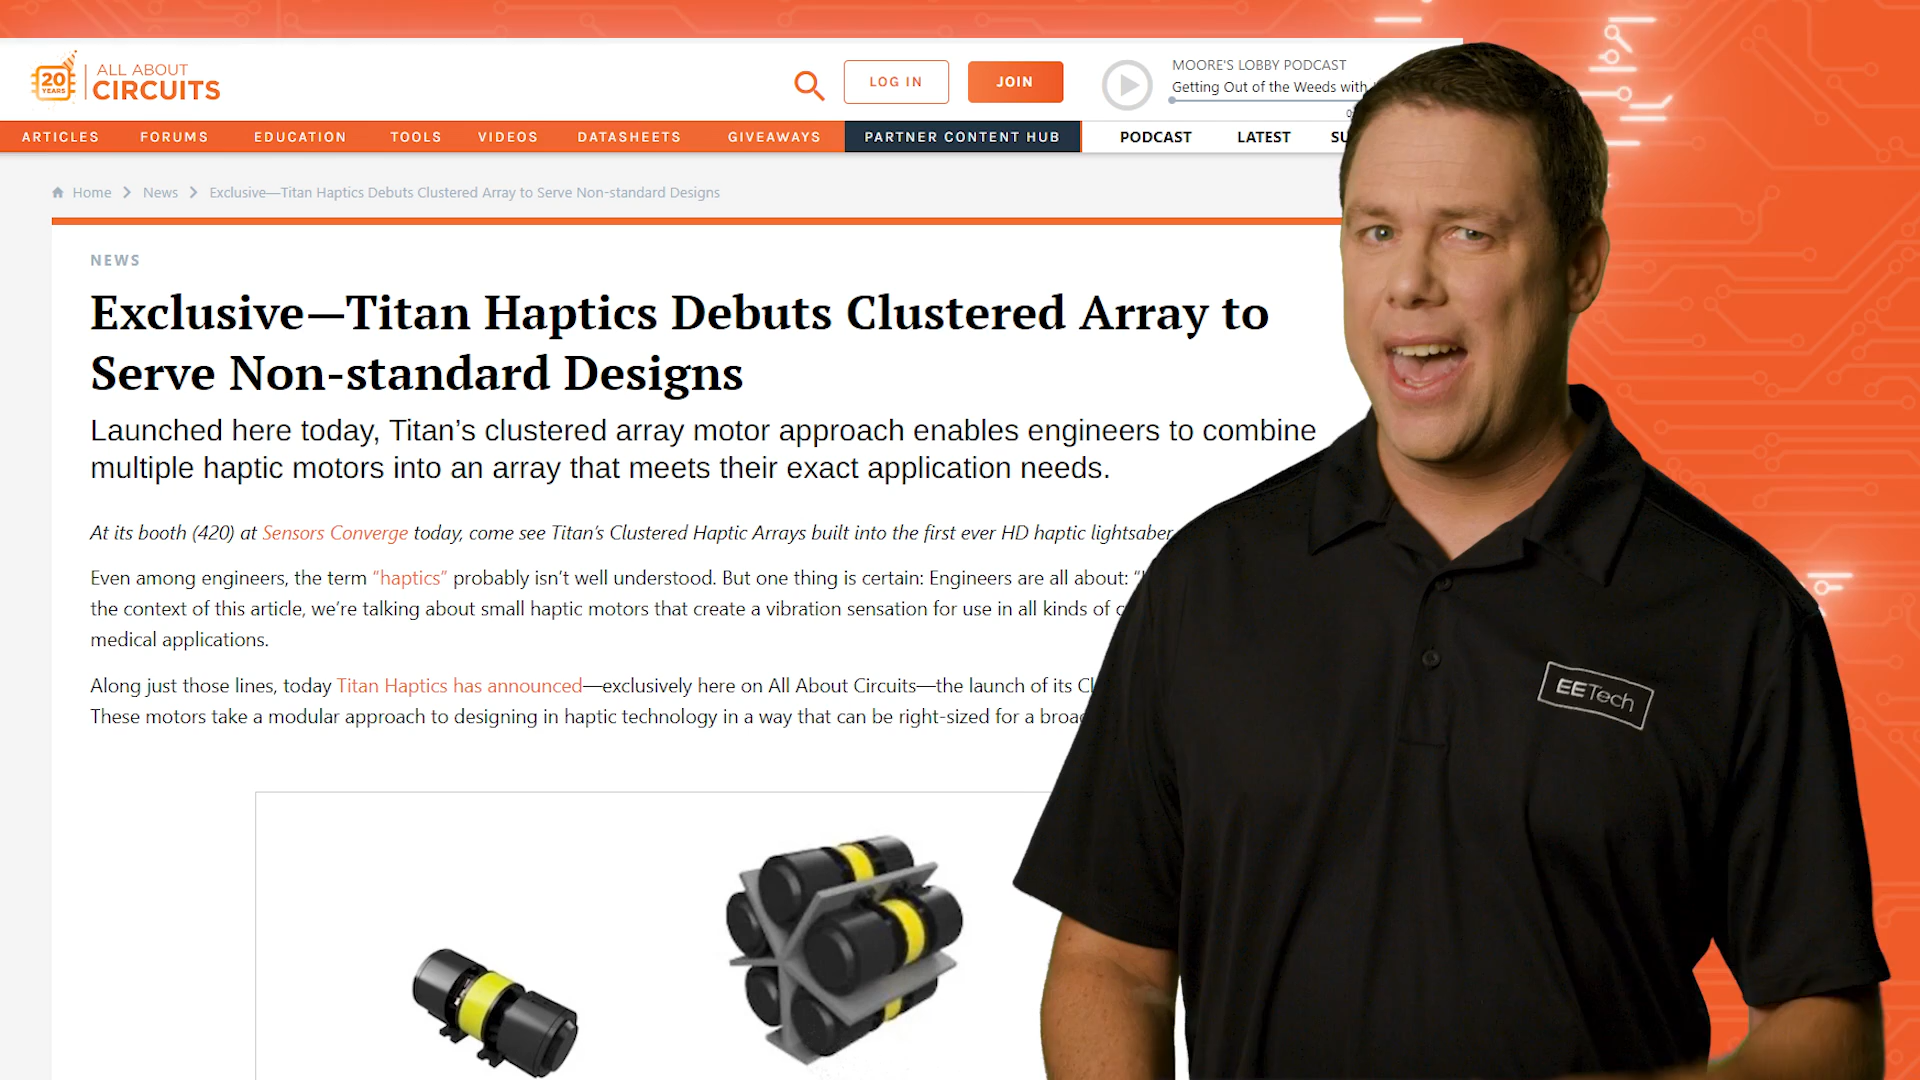 20
YEARS
ALL ABOUT
CIRCUITS
LOG IN
JOIN
MOORE'S LOBBY PODCAST
Getting Out of the Weeds with
ARTICLES
FORUMS
EDUCATION
TOOLS
VIDEOS
DATASHEETS
GIVEAWAYS
PARTNER CONTENT HUB
PODCAST
LATEST
SU
Home > News > Exclusive—Titan Haptics Debuts Clustered Array to Serve Non-standard Designs
NEWS
Exclusive—Titan Haptics Debuts Clustered Array to
Serve Non-standard Designs
Launched here today, Titan’s clustered array motor approach enables engineers to combine
multiple haptic motors into an array that meets their exact application needs.
At its booth (420) at Sensors Converge today, come see Titan’s Clustered Haptic Arrays built into the first ever HD haptic lightsaber
Even among engineers, the term “haptics” probably isn’t well understood. But one thing is certain: Engineers are all about:
the context of this article, we’re talking about small haptic motors that create a vibration sensation for use in all kinds of
medical applications.
Along just those lines, today Titan Haptics has announced—exclusively here on All About Circuits—the launch of its
These motors take a modular approach to designing in haptic technology in a way that can be right-sized for a
EETech